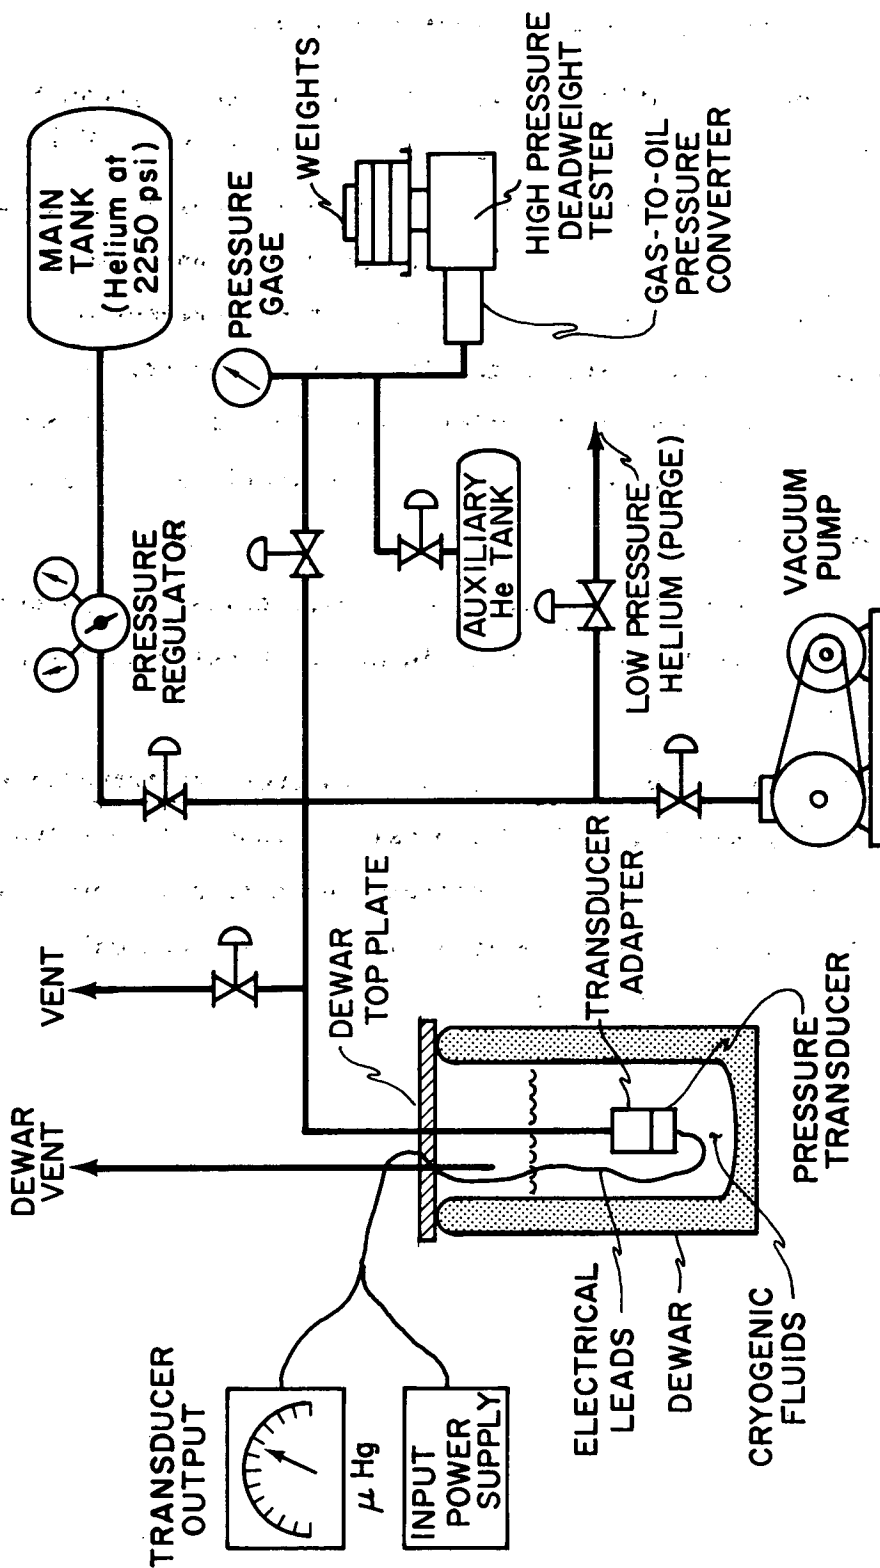 TRANSDUCER
OUTPUT
μ Hg
INPUT
POWER
SUPPLY
DEWAR
VENT
VENT
DEWAR
TOP PLATE
ELECTRICAL
LEADS
DEWAR
CRYOGENIC
FLUIDS
PRESSURE
TRANSDUCER
TRANSDUCER
ADAPTER
PRESSURE
REGULATOR
MAIN
TANK
(Helium at
2250 psi)
PRESSURE
GAGE
WEIGHTS
HIGH PRESSURE
DEADWEIGHT
TESTER
GAS-TO-OIL
PRESSURE
CONVERTER
AUXILIARY
He TANK
LOW PRESSURE
HELIUM (PURGE)
VACUUM
PUMP